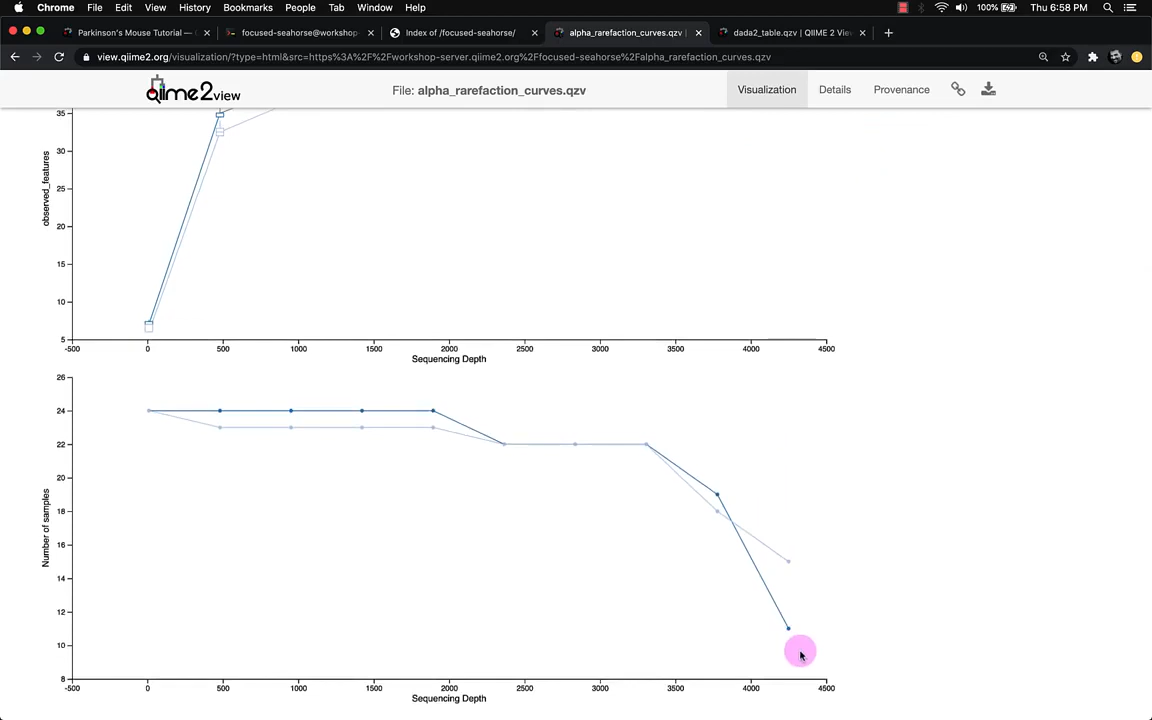 Chrome File Edit View History Bookmarks People Tab Window Help 100% Thu 6:58 PM
Parkinson's Mouse Tutorial — focused-seahorse@workshop- Index of /focused-seahorse/ alpha_rarefaction_curves.qzv | dada2_table.qzv | QIIME 2 Vie
view.qiime2.org/visualization/?type=html&src=https%3A%2F%2Fworkshop-server.qiime2.org%2Ffocused-seahorse%2Falpha_rarefaction_curves.qzv
qiime2view File: alpha_rarefaction_curves.qzv Visualization Details Provenance
35
30
25
20
15
10
5
observed_features
-500 0 500 1000 1500 2000 2500 3000 3500 4000 4500
Sequencing Depth
26
24
22
20
18
16
14
12
10
8
Number of samples
-500 0 500 1000 1500 2000 2500 3000 3500 4000 4500
Sequencing Depth